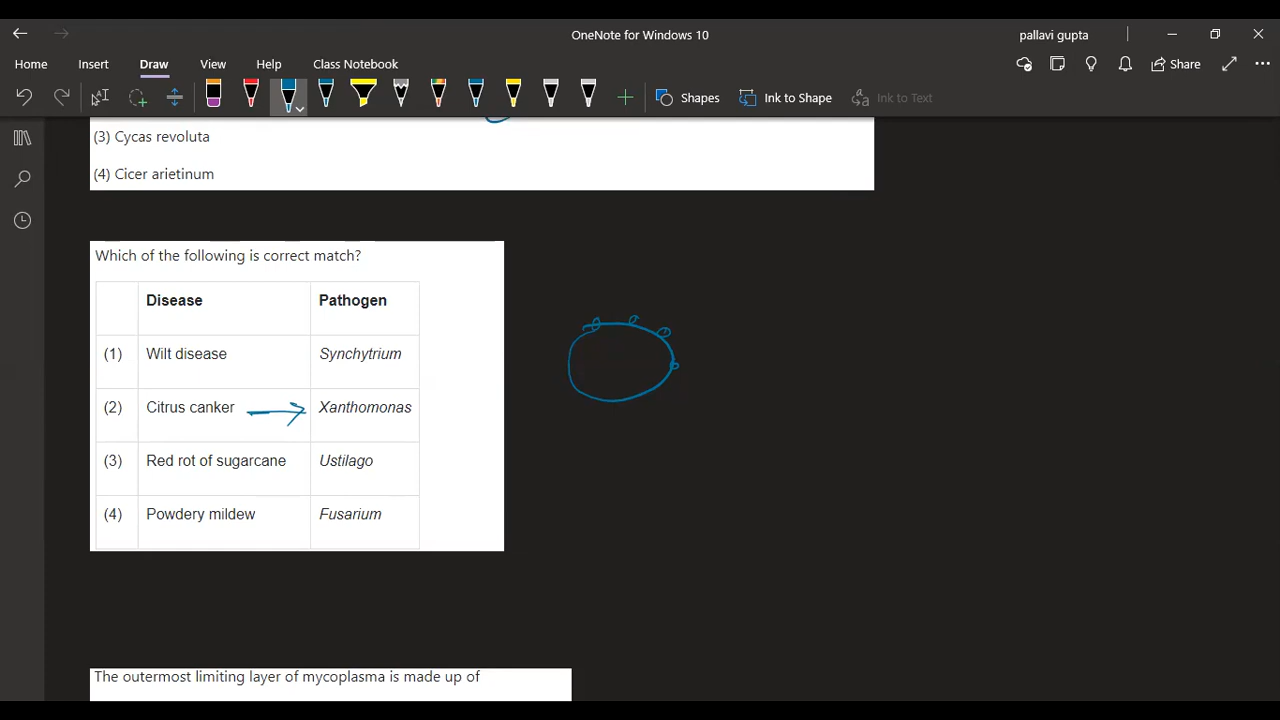 OneNote for Windows 10
pallavi gupta
Home Insert Draw View Help Class Notebook
Share
Shapes Ink to Shape Ink to Text
(3) Cycas revoluta
(4) Cicer arietinum
Which of the following is correct match?
Disease Pathogen
(1) Wilt disease Synchytrium
(2) Citrus canker Xanthomonas
(3) Red rot of sugarcane Ustilago
(4) Powdery mildew Fusarium
The outermost limiting layer of mycoplasma is made up of